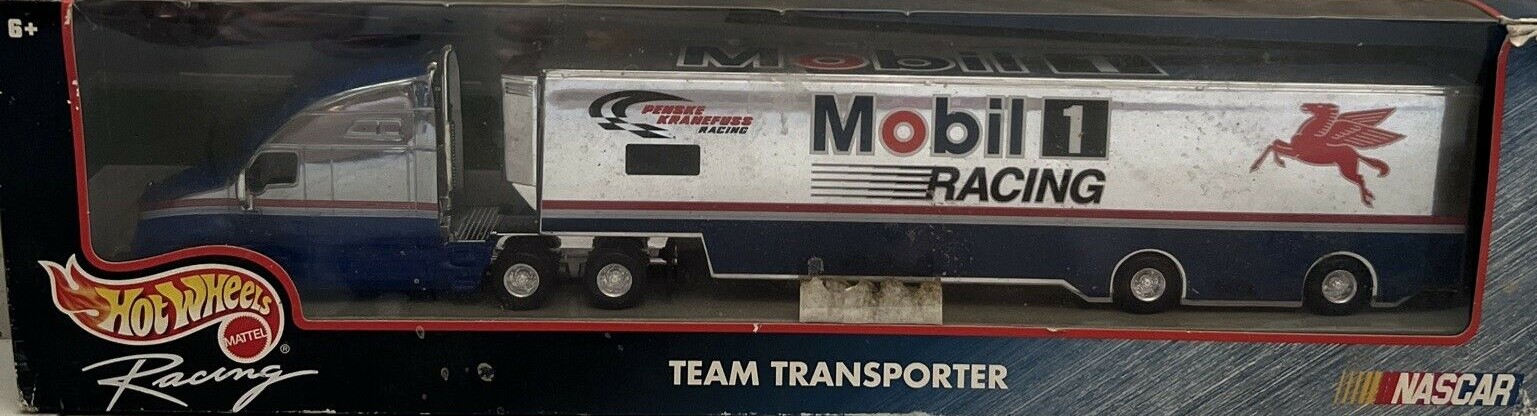 6+
Mobil 1
PENSKE
KRANEFUSS
RACING
Mobil 1
RACING
HOT WHEELS
MATTEL
®
Racing
TEAM TRANSPORTER
NASCAR